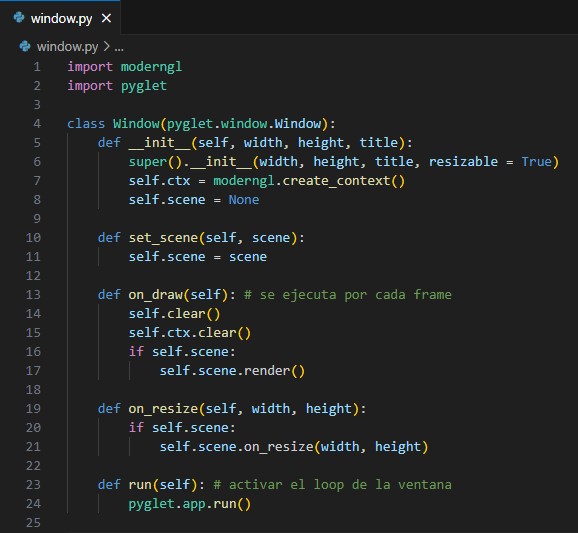 window.py ×
window.py > ...
1 import moderngl
2 import pyglet
3
4 class Window(pyglet.window.Window):
5     def __init__(self, width, height, title):
6         super().__init__(width, height, title, resizable = True)
7         self.ctx = moderngl.create_context()
8         self.scene = None
9
10     def set_scene(self, scene):
11         self.scene = scene
12
13     def on_draw(self): # se ejecuta por cada frame
14         self.clear()
15         self.ctx.clear()
16         if self.scene:
17             self.scene.render()
18
19     def on_resize(self, width, height):
20         if self.scene:
21             self.scene.on_resize(width, height)
22
23     def run(self): # activar el loop de la ventana
24         pyglet.app.run()
25